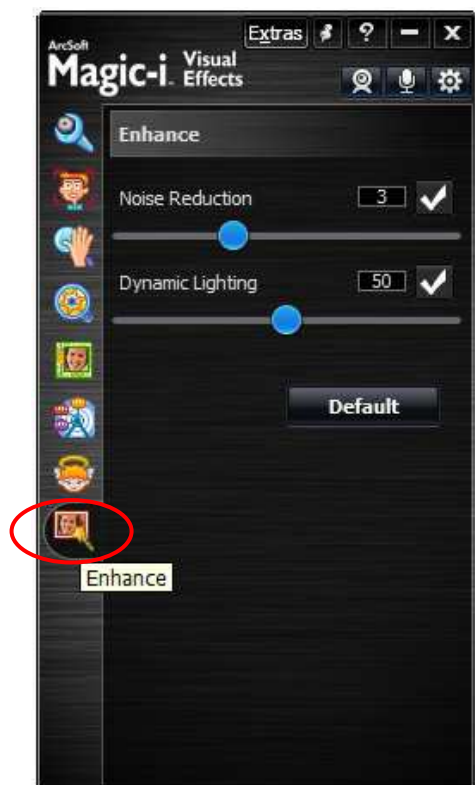 Extras ? – x
ArcSoft
Magic-i. Visual Effects
Enhance
Noise Reduction 3
Dynamic Lighting 50
Default
Enhance